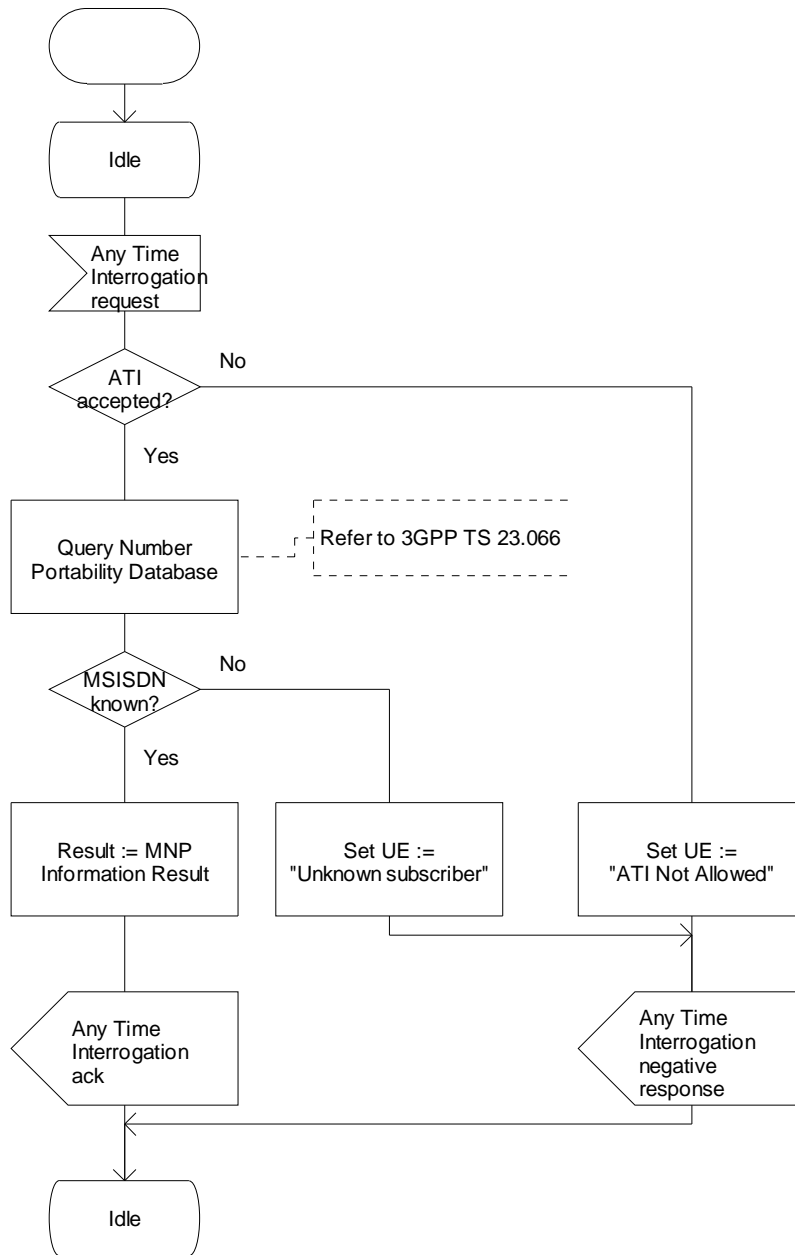 Idle
Any Time
Interrogation
request
ATI
accepted?
No
Yes
Query Number
Portability Database
Refer to 3GPP TS 23.066
MSISDN
known?
No
Yes
Result := MNP
Information Result
Set UE :=
"Unknown subscriber"
Set UE :=
"ATI Not Allowed"
Any Time
Interrogation
ack
Any Time
Interrogation
negative
response
Idle